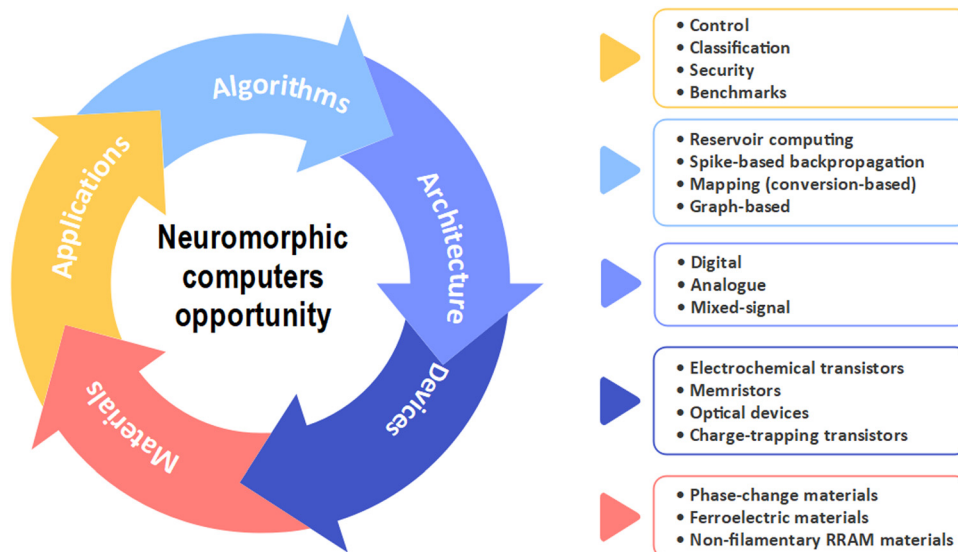 Algorithms
Architecture
Devices
Materials
Applications
Neuromorphic
computers
opportunity
• Control
• Classification
• Security
• Benchmarks
• Reservoir computing
• Spike-based backpropagation
• Mapping (conversion-based)
• Graph-based
• Digital
• Analogue
• Mixed-signal
• Electrochemical transistors
• Memristors
• Optical devices
• Charge-trapping transistors
• Phase-change materials
• Ferroelectric materials
• Non-filamentary RRAM materials